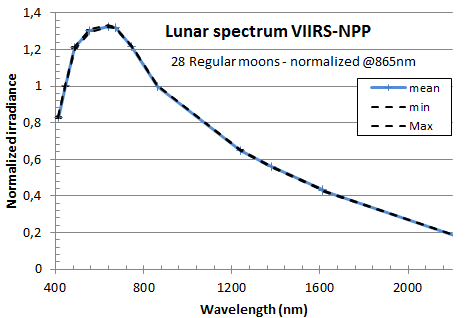 Lunar spectrum VIIRS-NPP
28 Regular moons - normalized @865nm
mean
min
Max
Normalized irradiance
1,4
1,2
1
0,8
0,6
0,4
0,2
0
400 800 1200 1600 2000
Wavelength (nm)